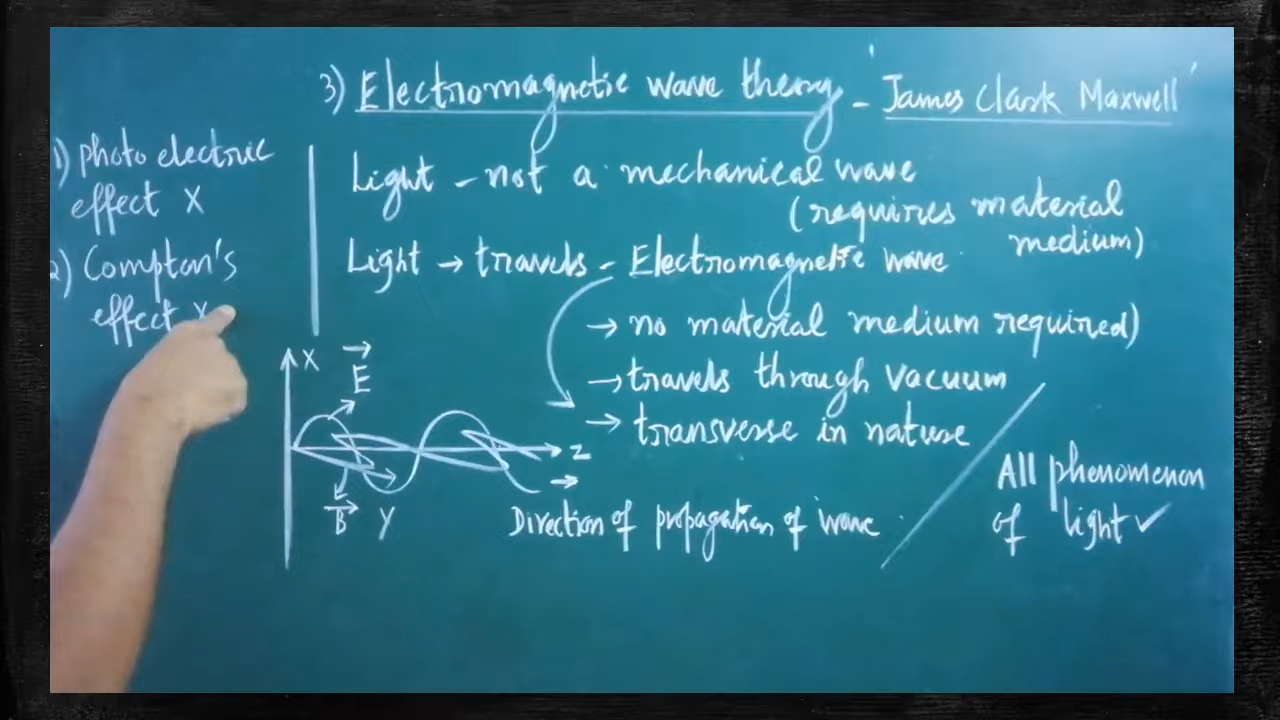 3) Electromagnetic wave theory - 'James Clark Maxwell'
1) photo electric
effect X
2) Compton's
effect X
Light - not a mechanical wave
(requires material
medium)
Light → travels - Electromagnetic wave
→ no material medium required)
→ travels through vacuum
→ transverse in nature
X
E
Z
B
Y
Direction of propagation of wave
All phenomenon
of light ✓